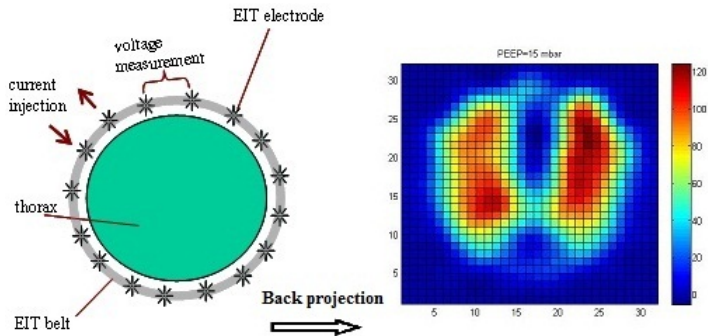 EIT electrode
voltage
measurement
current
injection
thorax
EIT belt
Back projection
PEEP=15 mbar
30
25
20
15
10
5
5 10 15 20 25 30
120
100
80
60
40
20
0